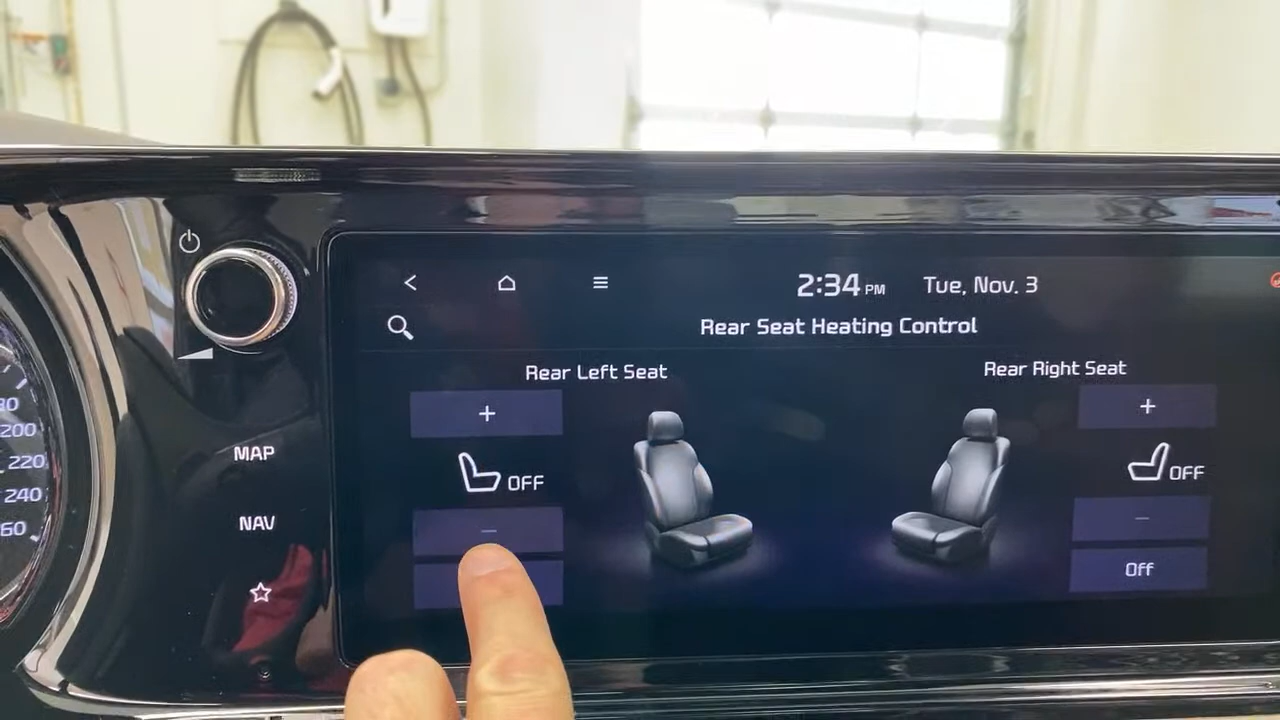 2:34 PM Tue, Nov. 3
Rear Seat Heating Control
Rear Left Seat
Rear Right Seat
+
+
OFF
OFF
−
−
Off
MAP
NAV
200
220
240